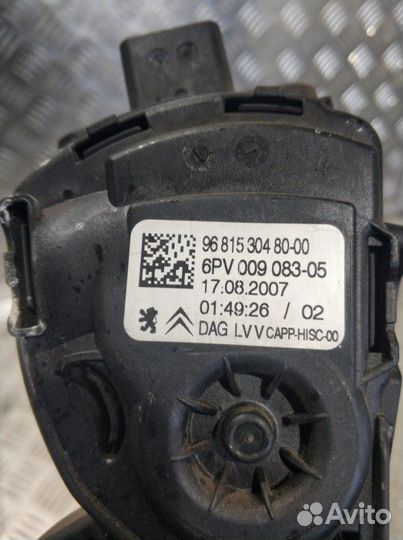 96 815 304 80-00
6PV 009 083-05
17.08.2007
01:49:26 / 02
DAG LVV CAPP-HISC-00
Avito